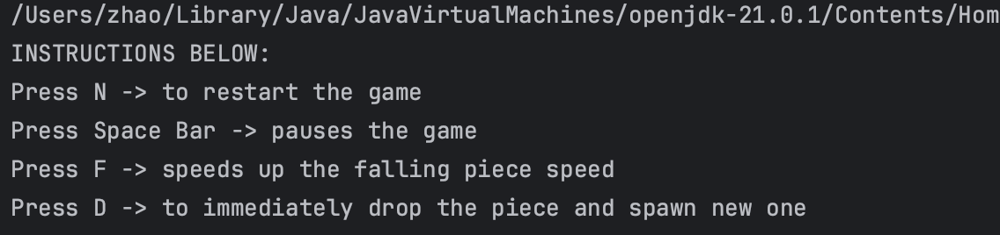 /Users/zhao/Library/Java/JavaVirtualMachines/openjdk-21.0.1/Contents/Hom
INSTRUCTIONS BELOW:
Press N -> to restart the game
Press Space Bar -> pauses the game
Press F -> speeds up the falling piece speed
Press D -> to immediately drop the piece and spawn new one